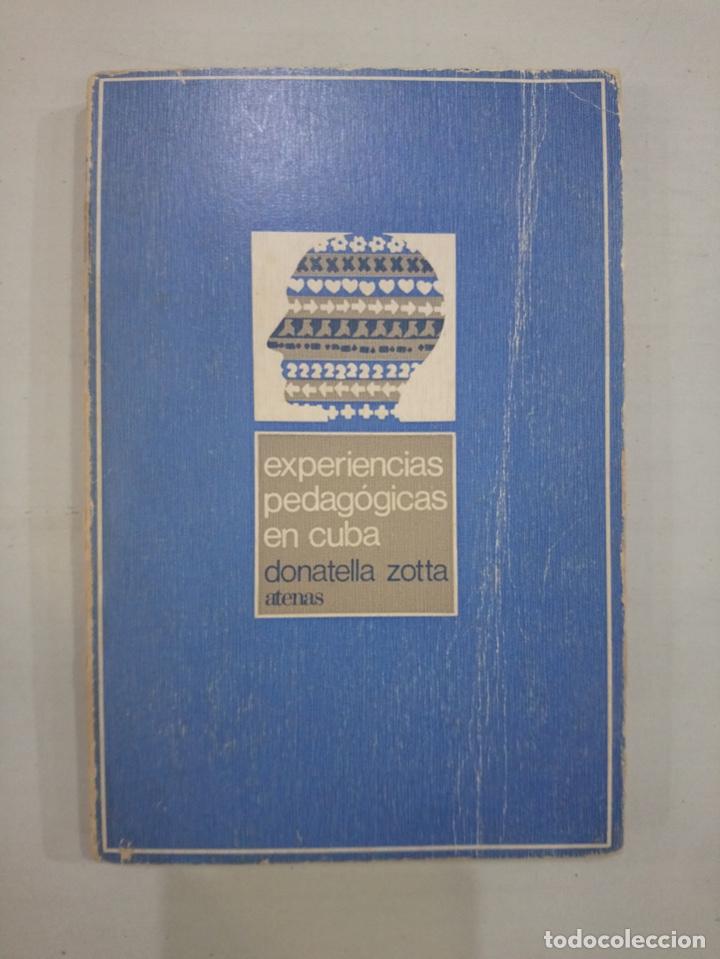 experiencias
pedagógicas
en cuba
donatella zotta
atenas
todocoleccion